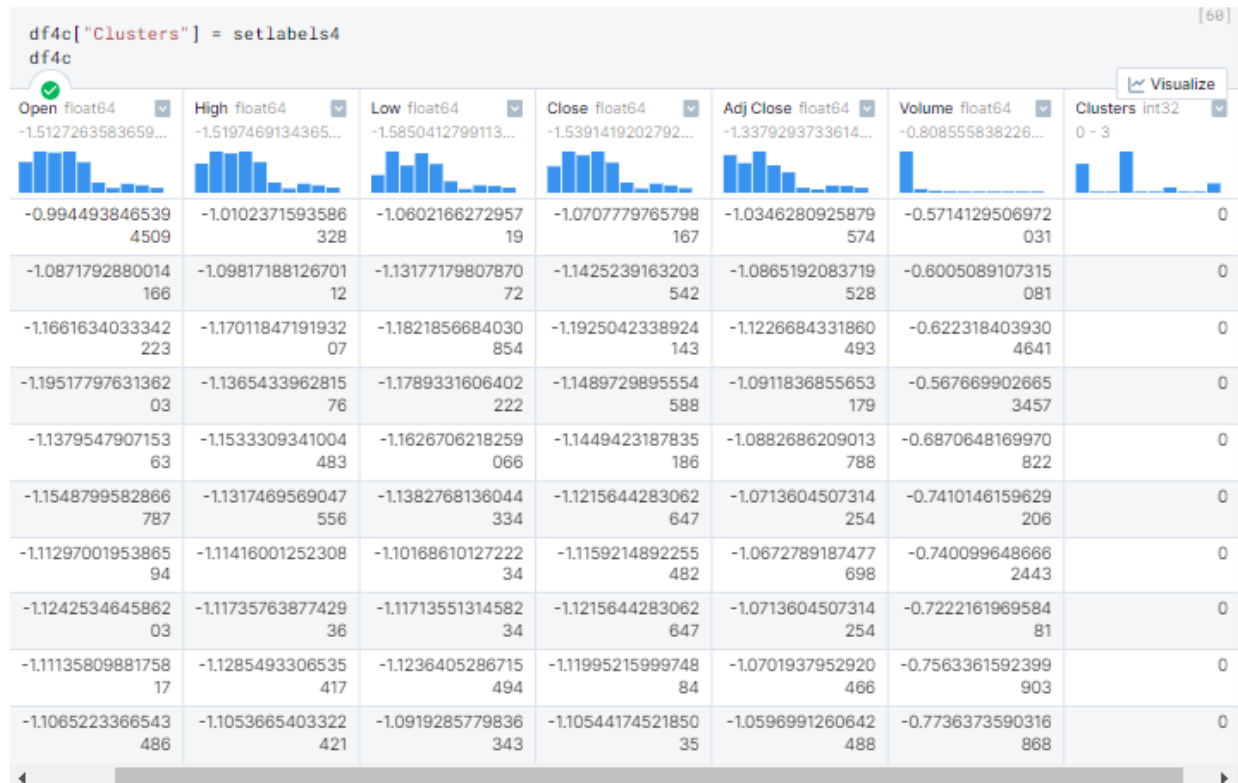 [60]
df4c["Clusters"] = setlabels4
df4c
Visualize
Open float64 High float64 Low float64 Close float64 Adj Close float64 Volume float64 Clusters int32
-1.5127263583659... -1.5197469134365... -1.5850412799113... -1.5391419202792... -1.33792937733614... -0.808555838226... 0 - 3
-0.994493846539 -1.0102371593586 -1.0602166272957 -1.0707779765798 -1.0346280925879 -0.5714129506972 0
4509 328 19 167 574 031
-1.0871792880014 -1.09817188126701 -1.13177179807870 -1.1425239163203 -1.0865192083719 -0.6005089107315 0
166 12 72 542 528 081
-1.1661634033342 -1.17011847191932 -1.1821856684030 -1.1925042338924 -1.1226684331860 -0.622318403930 0
223 07 854 143 493 4641
-1.19517797631362 -1.1365433962815 -1.1789331606402 -1.1489729895554 -1.0911836855653 -0.567669902665 0
03 76 222 588 179 3457
-1.1379547907153 -1.1533309341004 -1.1626706218259 -1.14494231878​35 -1.0882686209013 -0.6870648169970 0
63 483 066 186 788 822
-1.1548799582866 -1.1317469569047 -1.1382768136044 -1.1215644283062 -1.0713604507314 -0.7410146159629 0
787 556 334 647 254 206
-1.11297001953865 -1.11416001252308 -1.10168610127222 -1.1159214892255 -1.0672789187477 -0.740099648666 0
94 34 482 698 2443
-1.1242534645862 -1.11735763877429 -1.11713551314582 -1.1215644283062 -1.0713604507314 -0.7222161969584 0
03 36 34 647 254 81
-1.11135809881758 -1.1285493306535 -1.1236405286715 -1.11995215999748 -1.0701937952920 -0.7563361592399 0
17 417 494 84 466 903
-1.10652233366543 -1.1053665403322 -1.0919285779836 -1.10544174521850 -1.0596991260642 -0.7736373590316 0
486 421 343 35 488 868